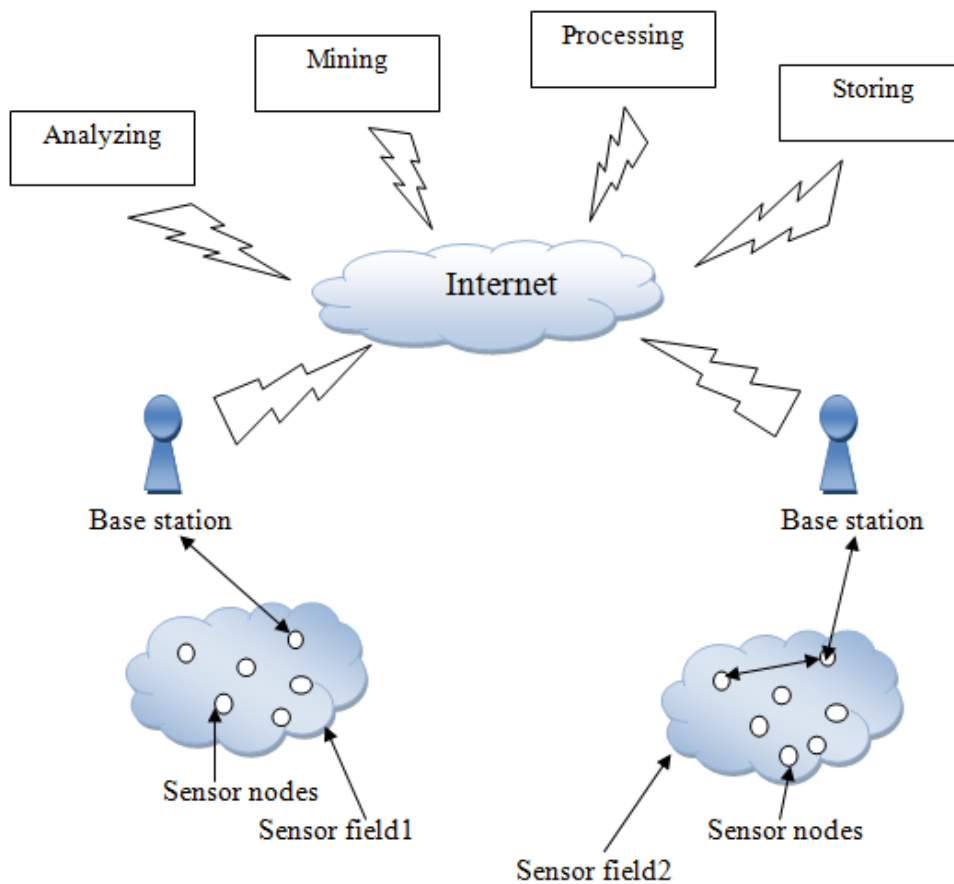 Processing
Mining
Storing
Analyzing
Internet
Base station
Base station
Sensor nodes
Sensor field1
Sensor nodes
Sensor field2